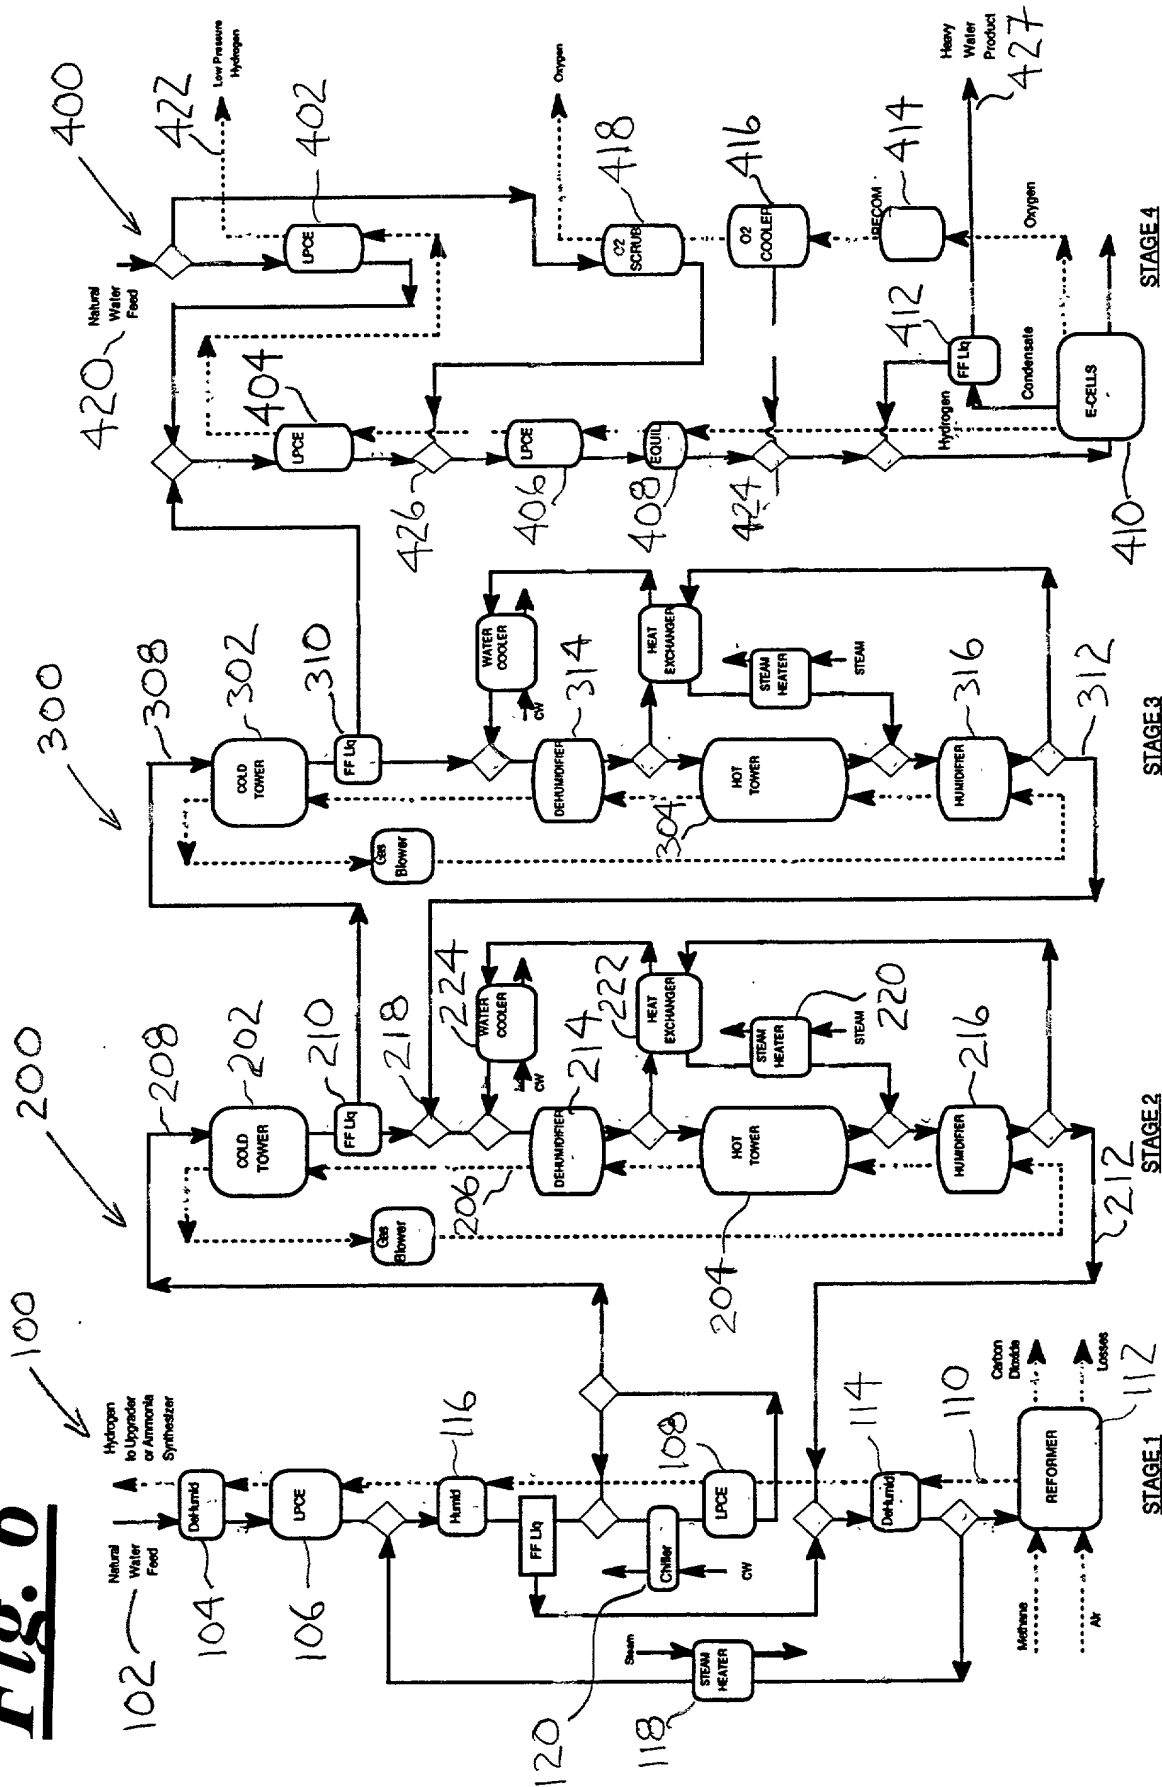 Fig. 6
100
Hydrogen
to Upgrader
or Ammonia
Synthesizer
Natural
Water
Feed
102
DeHumid
104
LPCE
106
Humid
116
FF Liq
Chiller
120
CW
LPCE
108
Steam
STEAM
HEATER
118
DeHumid
114
110
REFORMER
112
Methane
Air
Carbon
Dioxide
Losses
STAGE 1
200
208
COLD
TOWER
202
FF Liq
210
218
Gas
Blower
206
WATER
COOLER
224
CW
DEHUMIDIFIER
214
HEAT
EXCHANGER
222
HOT
TOWER
204
STEAM
HEATER
220
STEAM
HUMIDIFIER
216
212
STAGE 2
300
308
COLD
TOWER
302
FF Liq
310
Gas
Blower
WATER
COOLER
CW
DEHUMIDIFIER
314
HEAT
EXCHANGER
HOT
TOWER
304
STEAM
HEATER
STEAM
HUMIDIFIER
316
312
STAGE 3
400
Natural
Water
Feed
420
422
Low Pressure
Hydrogen
LPCE
402
LPCE
404
426
LPCE
406
EQUIL
408
424
Oxygen
O2
SCRUB
418
O2
COOLER
416
RECOM
414
FF Liq
412
Hydrogen
Condensate
Oxygen
E-CELLS
410
Heavy
Water
Product
427
STAGE 4